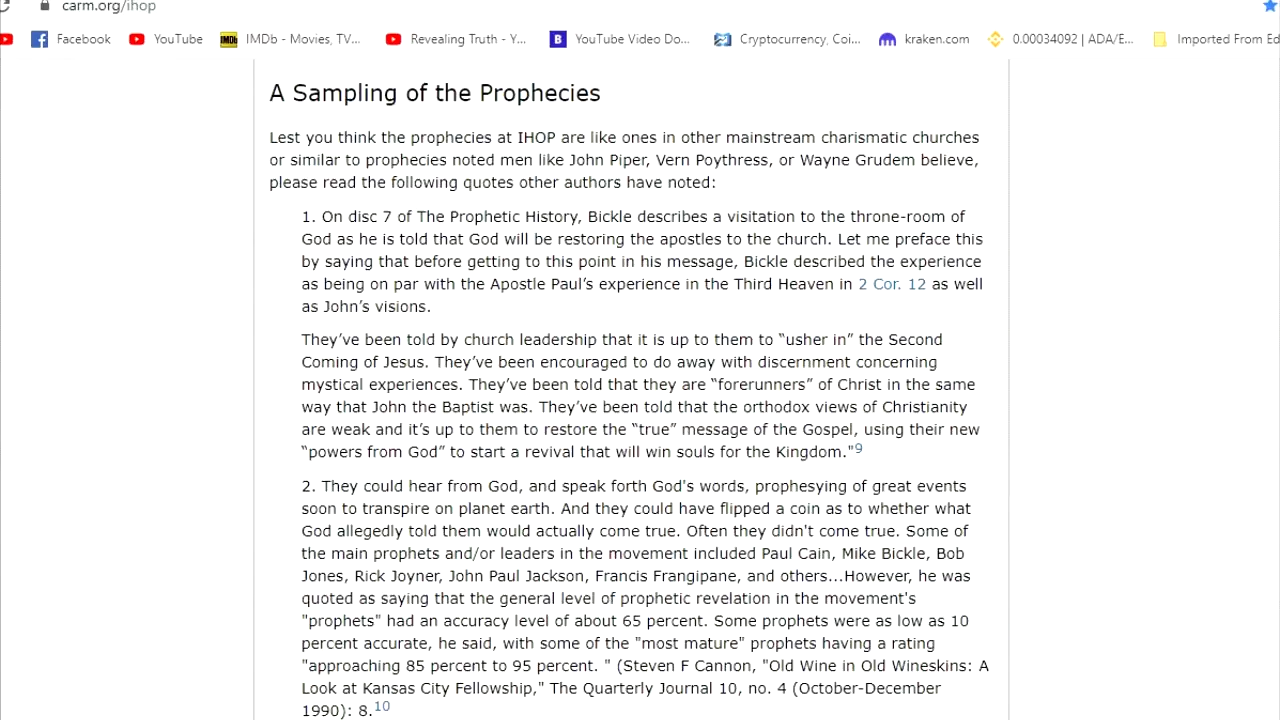 carm.org/ihop
Facebook YouTube IMDb - Movies, TV... Revealing Truth - Y... YouTube Video Do... Cryptocurrency, Coi... kraken.com 0.00034092 | ADA/E... Imported From Ed
A Sampling of the Prophecies
Lest you think the prophecies at IHOP are like ones in other mainstream charismatic churches
or similar to prophecies noted men like John Piper, Vern Poythress, or Wayne Grudem believe,
please read the following quotes other authors have noted:
1. On disc 7 of The Prophetic History, Bickle describes a visitation to the throne-room of
God as he is told that God will be restoring the apostles to the church. Let me preface this
by saying that before getting to this point in his message, Bickle described the experience
as being on par with the Apostle Paul’s experience in the Third Heaven in 2 Cor. 12 as well
as John’s visions.
They’ve been told by church leadership that it is up to them to “usher in” the Second
Coming of Jesus. They’ve been encouraged to do away with discernment concerning
mystical experiences. They’ve been told that they are “forerunners” of Christ in the same
way that John the Baptist was. They’ve been told that the orthodox views of Christianity
are weak and it’s up to them to restore the “true” message of the Gospel, using their new
“powers from God” to start a revival that will win souls for the Kingdom."9
2. They could hear from God, and speak forth God's words, prophesying of great events
soon to transpire on planet earth. And they could have flipped a coin as to whether what
God allegedly told them would actually come true. Often they didn't come true. Some of
the main prophets and/or leaders in the movement included Paul Cain, Mike Bickle, Bob
Jones, Rick Joyner, John Paul Jackson, Francis Frangipane, and others...However, he was
quoted as saying that the general level of prophetic revelation in the movement's
"prophets" had an accuracy level of about 65 percent. Some prophets were as low as 10
percent accurate, he said, with some of the "most mature" prophets having a rating
"approaching 85 percent to 95 percent. " (Steven F Cannon, "Old Wine in Old Wineskins: A
Look at Kansas City Fellowship," The Quarterly Journal 10, no. 4 (October-December
1990): 8.10